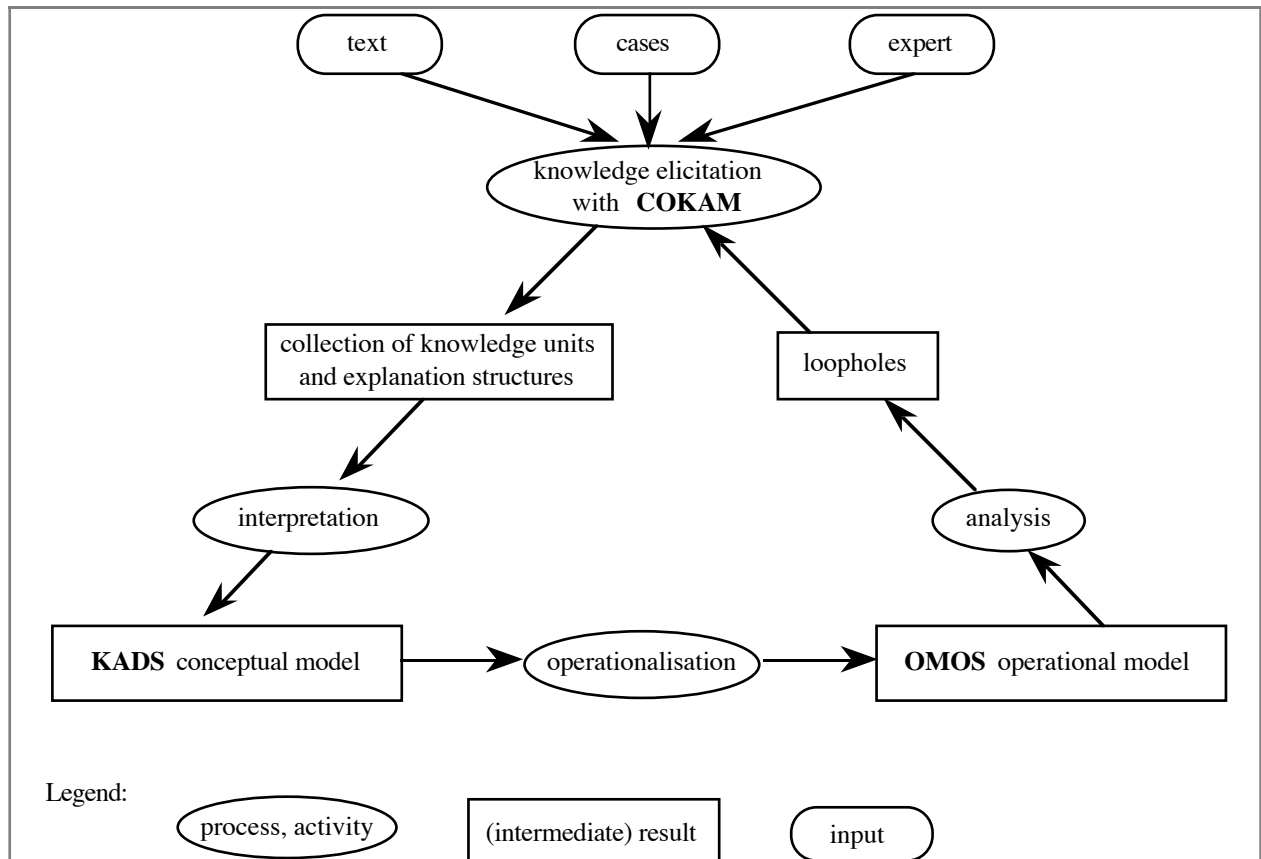 text
cases
expert
knowledge elicitation
with COKAM
collection of knowledge units
and explanation structures
loopholes
interpretation
analysis
KADS conceptual model
operationalisation
OMOS operational model
Legend:
process, activity
(intermediate) result
input